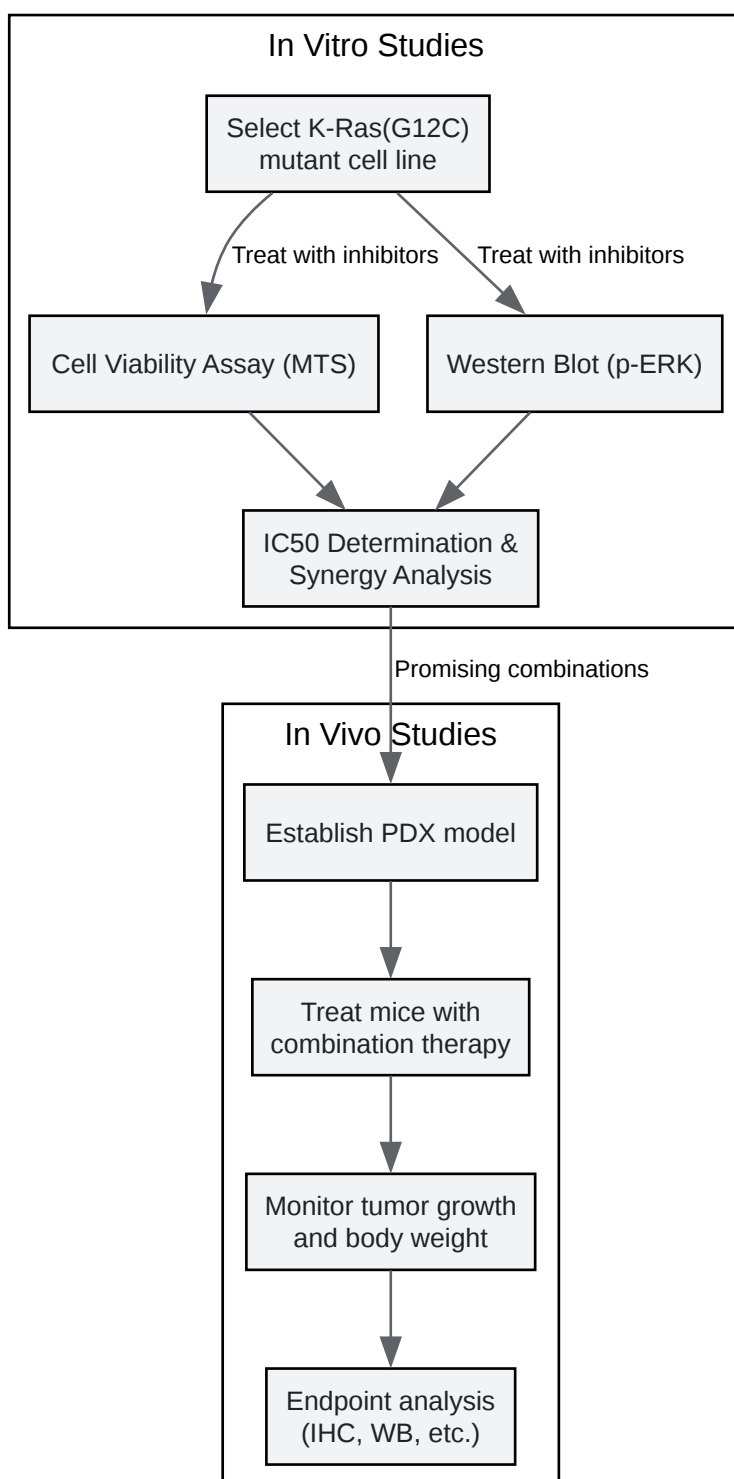 In Vitro Studies
Select K-Ras(G12C)
mutant cell line
Treat with inhibitors
Treat with inhibitors
Cell Viability Assay (MTS)
Western Blot (p-ERK)
IC50 Determination &
Synergy Analysis
Promising combinations
In Vivo Studies
Establish PDX model
Treat mice with
combination therapy
Monitor tumor growth
and body weight
Endpoint analysis
(IHC, WB, etc.)